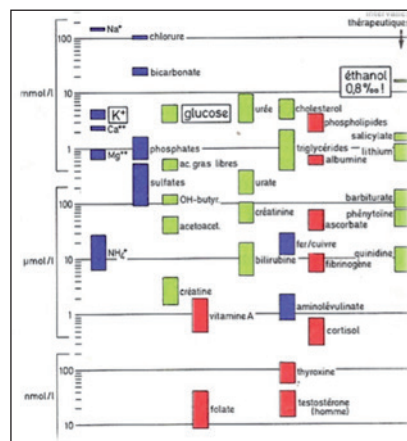 thérapeutiques
Na⁺
100
chlorure
bicarbonate
éthanol
0,8 ‰ !
mmol/l
10
K⁺
glucose
urée
cholesterol
phospholipides
Ca⁺⁺
salicylate
lithium
1
Mg⁺⁺
phosphates
triglycérides
ac.gras libres
albumine
sulfates
urate
barbiturate
100
OH-butyr.
créatinine
phénytoïne
ascorbate
acetoacet.
fer/cuivre
quinidine
µmol/l
10
NH₄⁺
bilirubine
fibrinogène
créatine
aminolévulinate
1
vitamine A
cortisol
100
thyroxine
nmol/l
testostérone
(homme)
folate
10